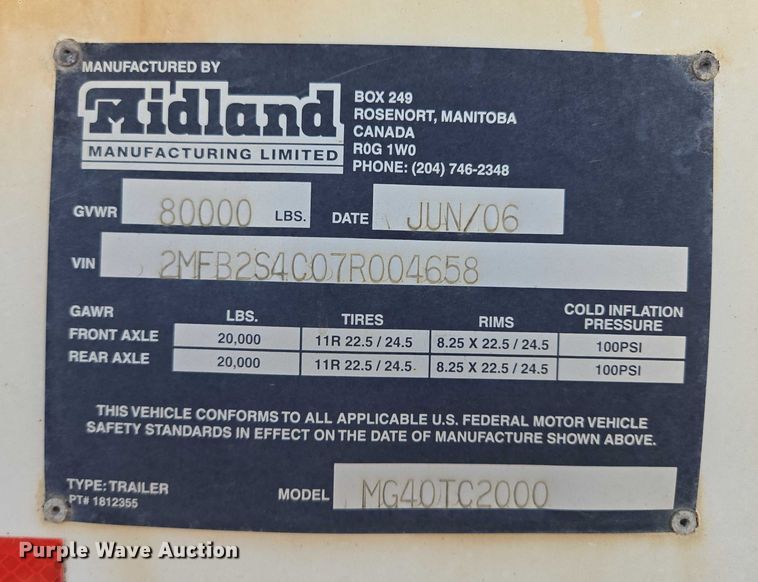 MANUFACTURED BY
Midland
MANUFACTURING LIMITED
BOX 249
ROSENORT, MANITOBA
CANADA
R0G 1W0
PHONE: (204) 746-2348
GVWR 80000 LBS. DATE JUN/06
VIN 2MFB2S4C07R004658
GAWR LBS. TIRES RIMS COLD INFLATION PRESSURE
FRONT AXLE 20,000 11R 22.5 / 24.5 8.25 X 22.5 / 24.5 100PSI
REAR AXLE 20,000 11R 22.5 / 24.5 8.25 X 22.5 / 24.5 100PSI
THIS VEHICLE CONFORMS TO ALL APPLICABLE U.S. FEDERAL MOTOR VEHICLE
SAFETY STANDARDS IN EFFECT ON THE DATE OF MANUFACTURE SHOWN ABOVE.
TYPE: TRAILER
PT# 1812355
MODEL MG40TC2000
Purple Wave Auction